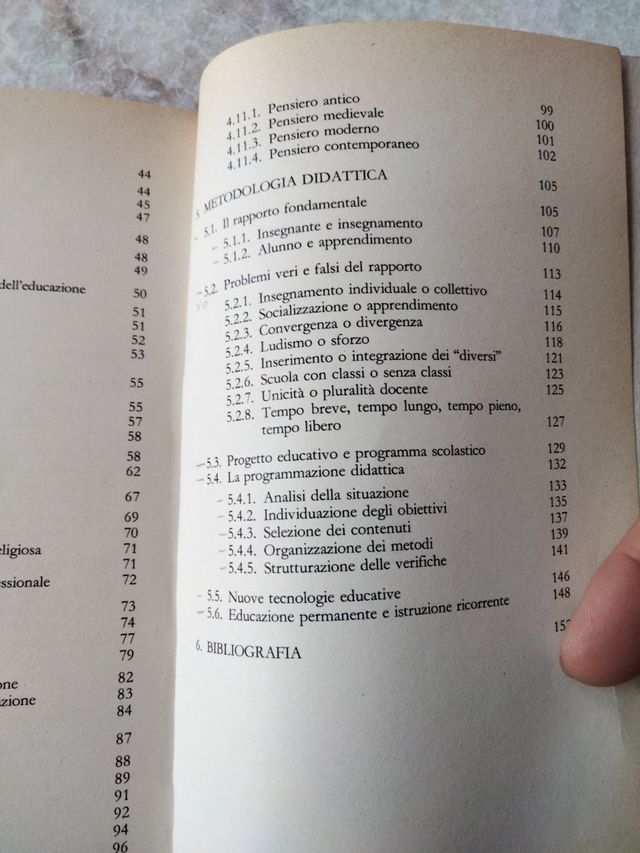 44
44
45
47
48
48
49
dell'educazione 50
51
51
52
53
55
55
57
58
58
62
67
69
70
eligiosa 71
71
ssionale 72
73
74
77
79
one 82
zione 83
84
87
88
89
91
92
94
96
4.11.1. Pensiero antico 99
4.11.2. Pensiero medievale 100
4.11.3. Pensiero moderno 101
4.11.4. Pensiero contemporaneo 102
5. METODOLOGIA DIDATTICA 105
5.1. Il rapporto fondamentale 105
5.1.1. Insegnante e insegnamento 107
5.1.2. Alunno e apprendimento 110
5.2. Problemi veri e falsi del rapporto 113
5.2.1. Insegnamento individuale o collettivo 114
5.2.2. Socializzazione o apprendimento 115
5.2.3. Convergenza o divergenza 116
5.2.4. Ludismo o sforzo 118
5.2.5. Inserimento o integrazione dei "diversi" 121
5.2.6. Scuola con classi o senza classi 123
5.2.7. Unicità o pluralità docente 125
5.2.8. Tempo breve, tempo lungo, tempo pieno,
tempo libero 127
5.3. Progetto educativo e programma scolastico 129
5.4. La programmazione didattica 132
5.4.1. Analisi della situazione 133
5.4.2. Individuazione degli obiettivi 135
5.4.3. Selezione dei contenuti 137
5.4.4. Organizzazione dei metodi 139
5.4.5. Strutturazione delle verifiche 141
5.5. Nuove tecnologie educative 146
5.6. Educazione permanente e istruzione ricorrente 148
6. BIBLIOGRAFIA